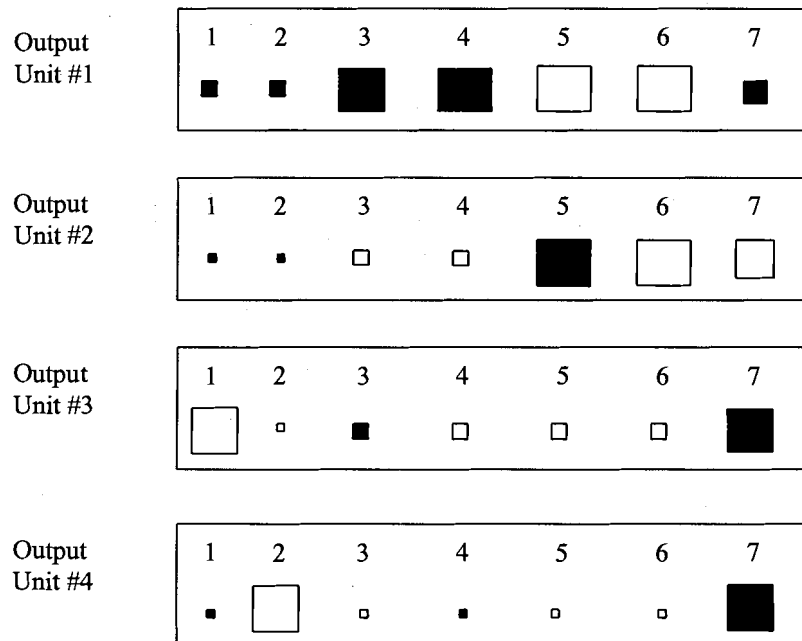 Output
Unit #1
1 2 3 4 5 6 7
Output
Unit #2
1 2 3 4 5 6 7
Output
Unit #3
1 2 3 4 5 6 7
Output
Unit #4
1 2 3 4 5 6 7